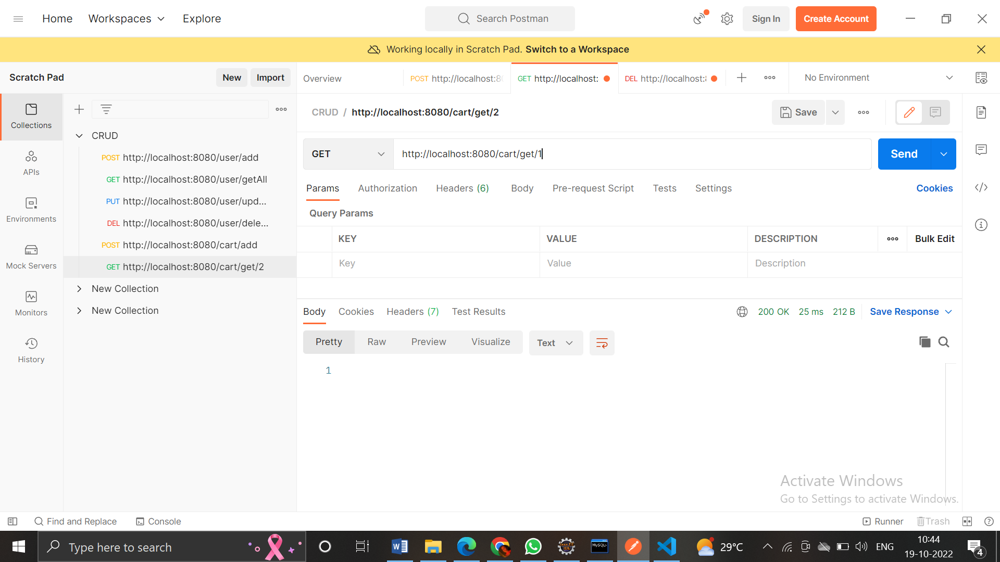 Home
Workspaces
Explore
Search Postman
Sign In
Create Account
Working locally in Scratch Pad. Switch to a Workspace
Scratch Pad
New
Import
Overview
POST http://localhost:80
GET http://localhost:
DEL http://localhost:
No Environment
Collections
APIs
Environments
Mock Servers
Monitors
History
CRUD
POST http://localhost:8080/user/add
GET http://localhost:8080/user/getAll
PUT http://localhost:8080/user/upd...
DEL http://localhost:8080/user/dele...
POST http://localhost:8080/cart/add
GET http://localhost:8080/cart/get/2
New Collection
New Collection
CRUD / http://localhost:8080/cart/get/2
Save
GET
http://localhost:8080/cart/get/1
Send
Params
Authorization
Headers (6)
Body
Pre-request Script
Tests
Settings
Cookies
Query Params
KEY
VALUE
DESCRIPTION
Bulk Edit
Key
Value
Description
Body
Cookies
Headers (7)
Test Results
200 OK
25 ms
212 B
Save Response
Pretty
Raw
Preview
Visualize
Text
1
Activate Windows
Go to Settings to activate Windows.
Find and Replace
Console
Runner
Trash
Type here to search
MySQL
29°C
ENG
10:44
19-10-2022
4